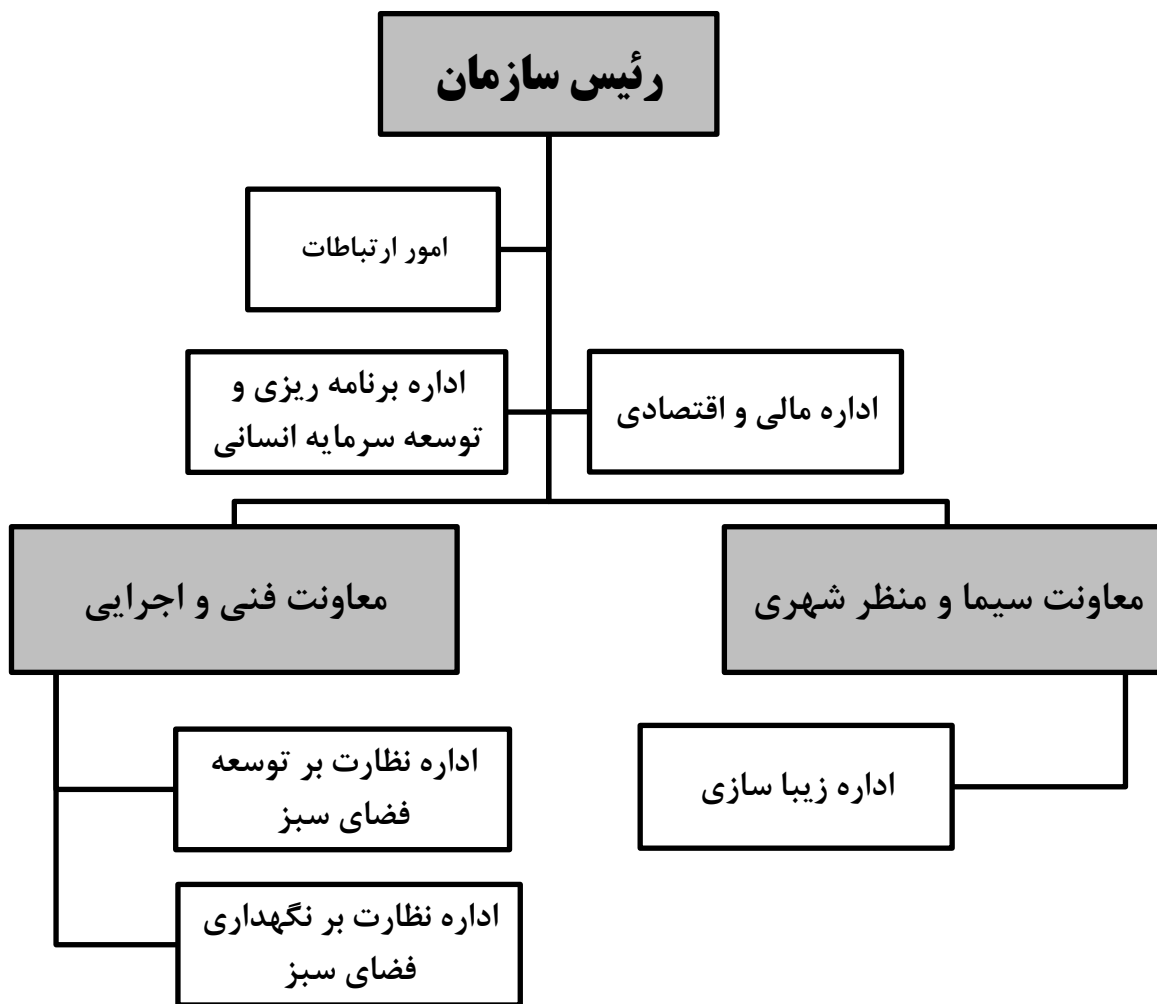 رئیس سازمان
امور ارتباطات
اداره مالی و اقتصادی
اداره برنامه ریزی و
توسعه سرمایه انسانی
معاونت سیما و منظر شهری
معاونت فنی و اجرایی
اداره زیبا سازی
اداره نظارت بر توسعه
فضای سبز
اداره نظارت بر نگهداری
فضای سبز